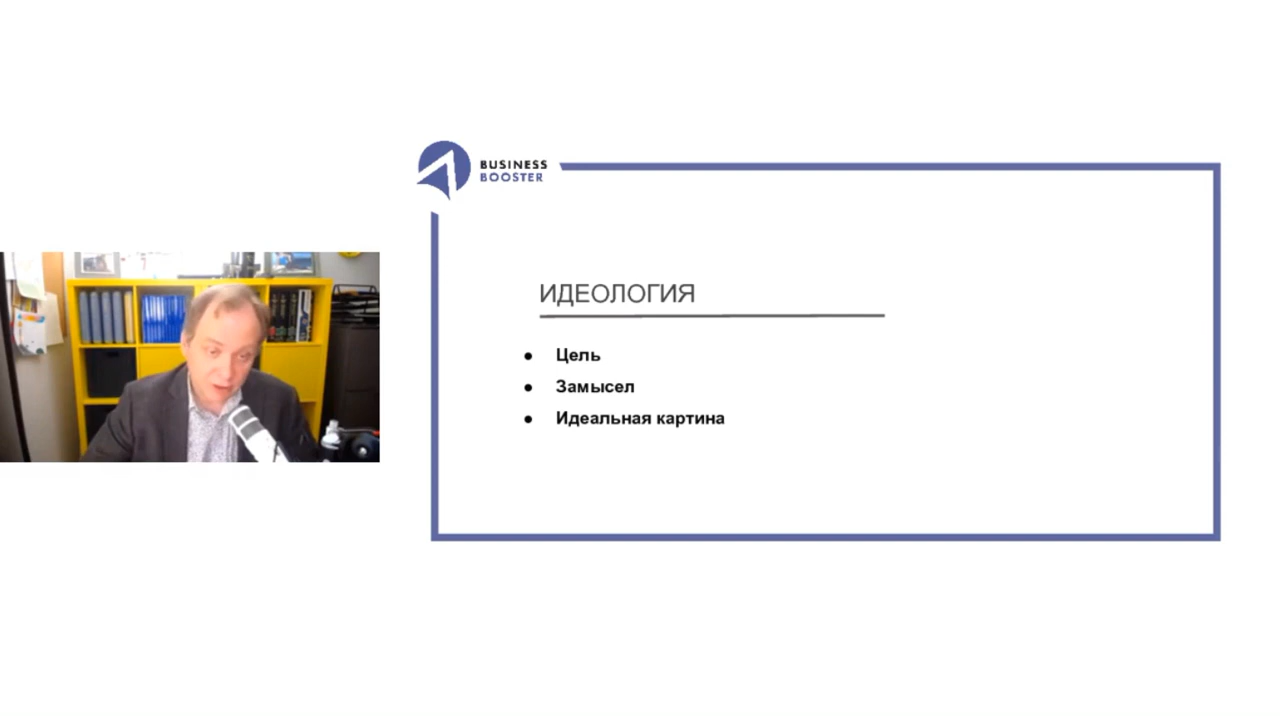 BUSINESS
BOOSTER
ИДЕОЛОГИЯ
● Цель
● Замысел
● Идеальная картина